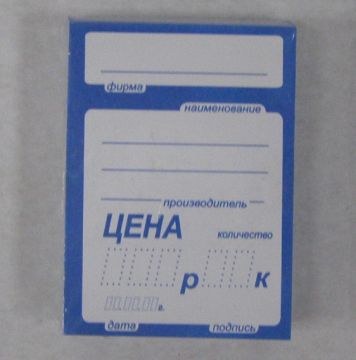 фирма
наименование
производитель
ЦЕНА количество
р к
г.
дата подпись